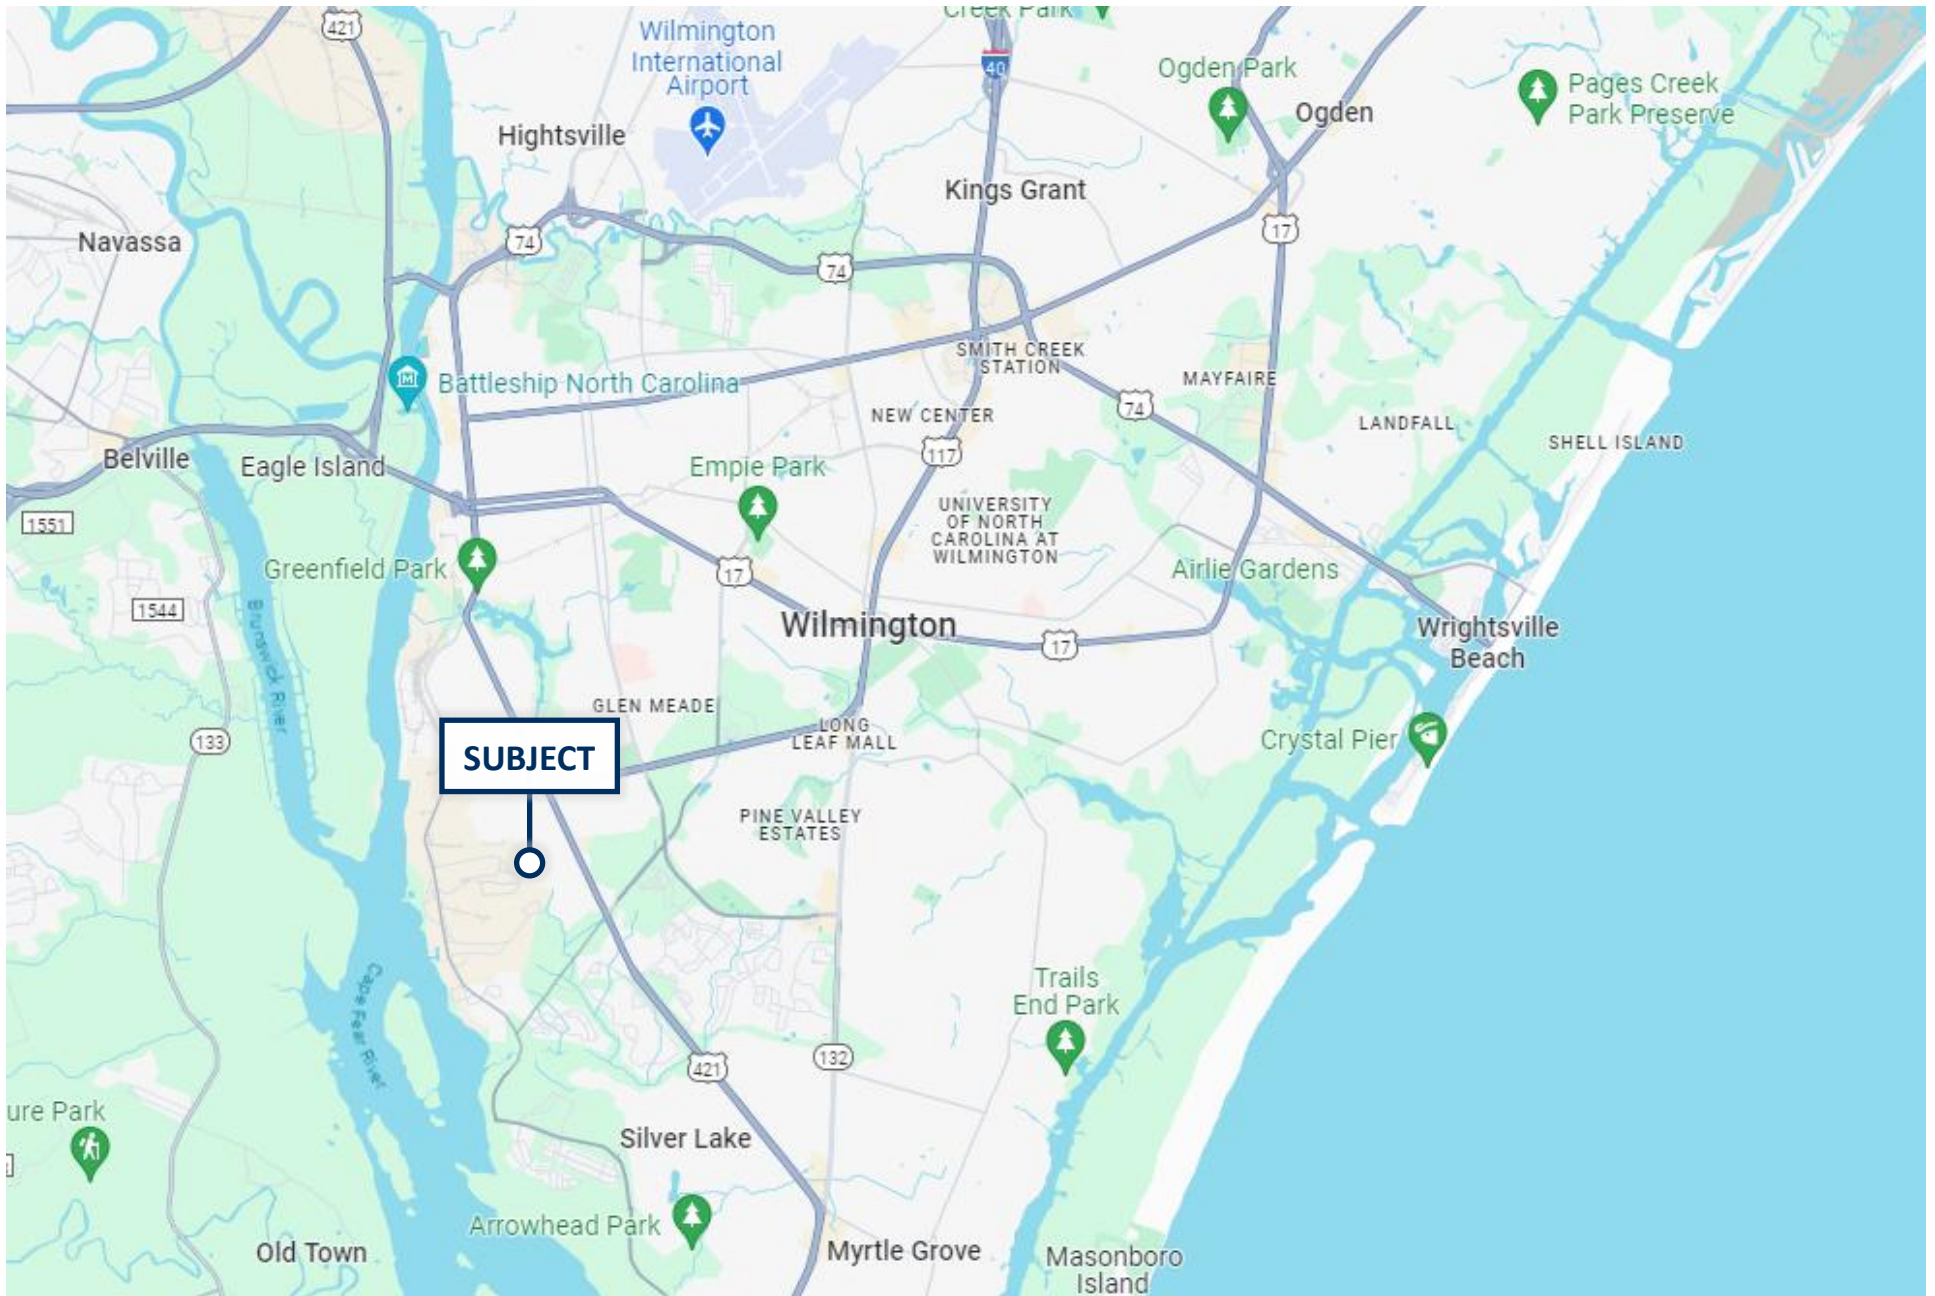 Creek Park
421
Wilmington
International
Airport
40
Ogden Park
Ogden
Pages Creek
Park Preserve
Hightsville
Kings Grant
Navassa
74
17
74
SMITH CREEK
STATION
MAYFAIRE
Battleship North Carolina
74
NEW CENTER
LANDFALL
SHELL ISLAND
Belville
Eagle Island
Empie Park
117
1551
UNIVERSITY
OF NORTH
CAROLINA AT
WILMINGTON
Greenfield Park
17
Airlie Gardens
1544
Brunswick River
Wilmington
17
Wrightsville
Beach
GLEN MEADE
133
LONG
LEAF MALL
Crystal Pier
SUBJECT
PINE VALLEY
ESTATES
Cape Fear River
Trails
End Park
132
421
ure Park
Silver Lake
Arrowhead Park
Old Town
Myrtle Grove
Masonboro
Island